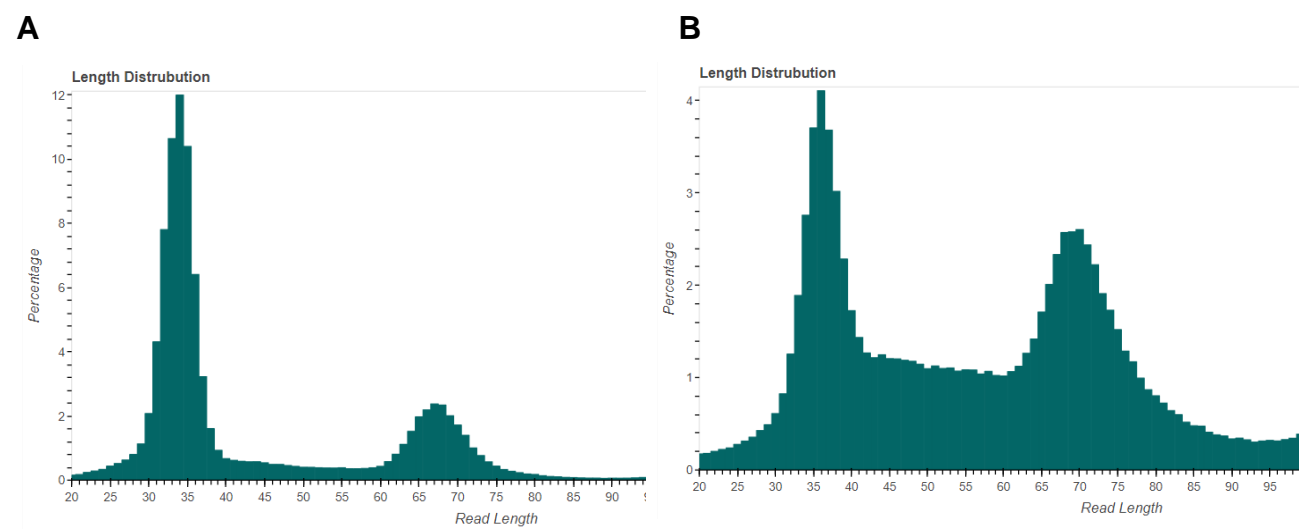 A
B
Length Distrubution
Length Distrubution
12
10
8
6
4
2
0
Percentage
20 25 30 35 40 45 50 55 60 65 70 75 80 85 90
Read Length
4
3
2
1
0
Percentage
20 25 30 35 40 45 50 55 60 65 70 75 80 85 90 95
Read Length